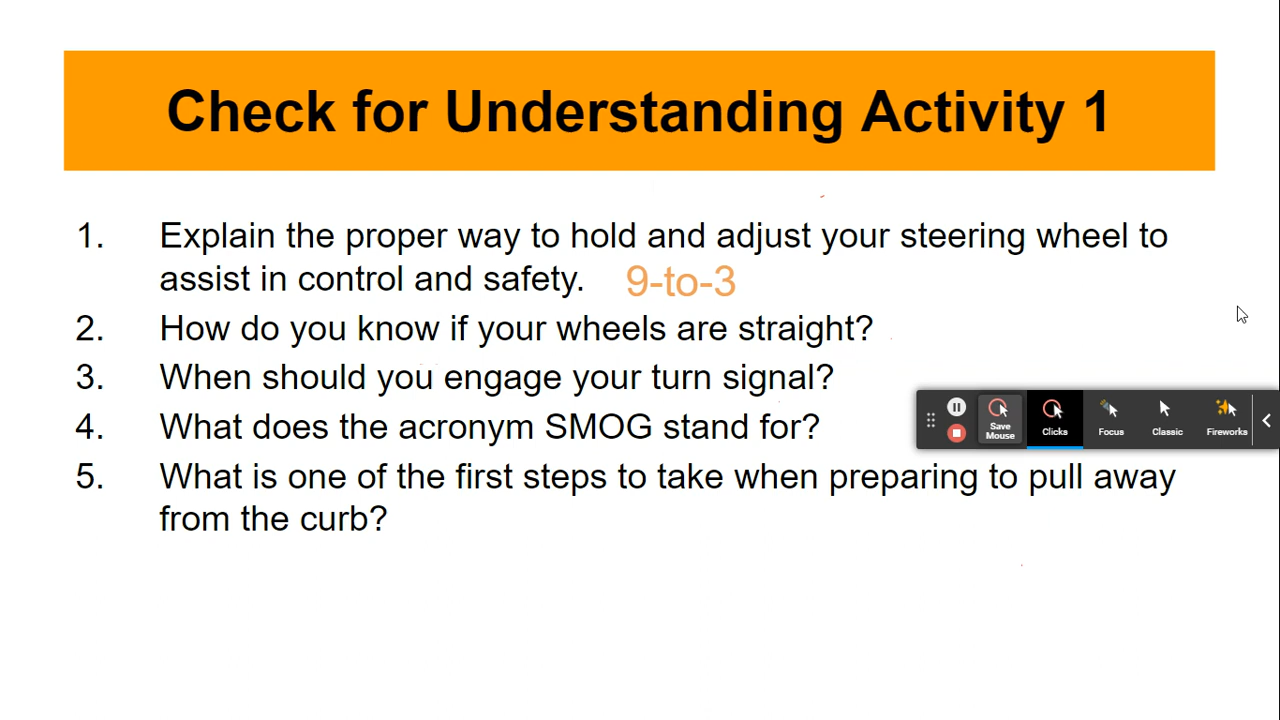 Check for Understanding Activity 1
1. Explain the proper way to hold and adjust your steering wheel to
assist in control and safety. 9-to-3
2. How do you know if your wheels are straight?
3. When should you engage your turn signal?
4. What does the acronym SMOG stand for?
5. What is one of the first steps to take when preparing to pull away
from the curb?
Save
Mouse
Clicks
Focus
Classic
Fireworks